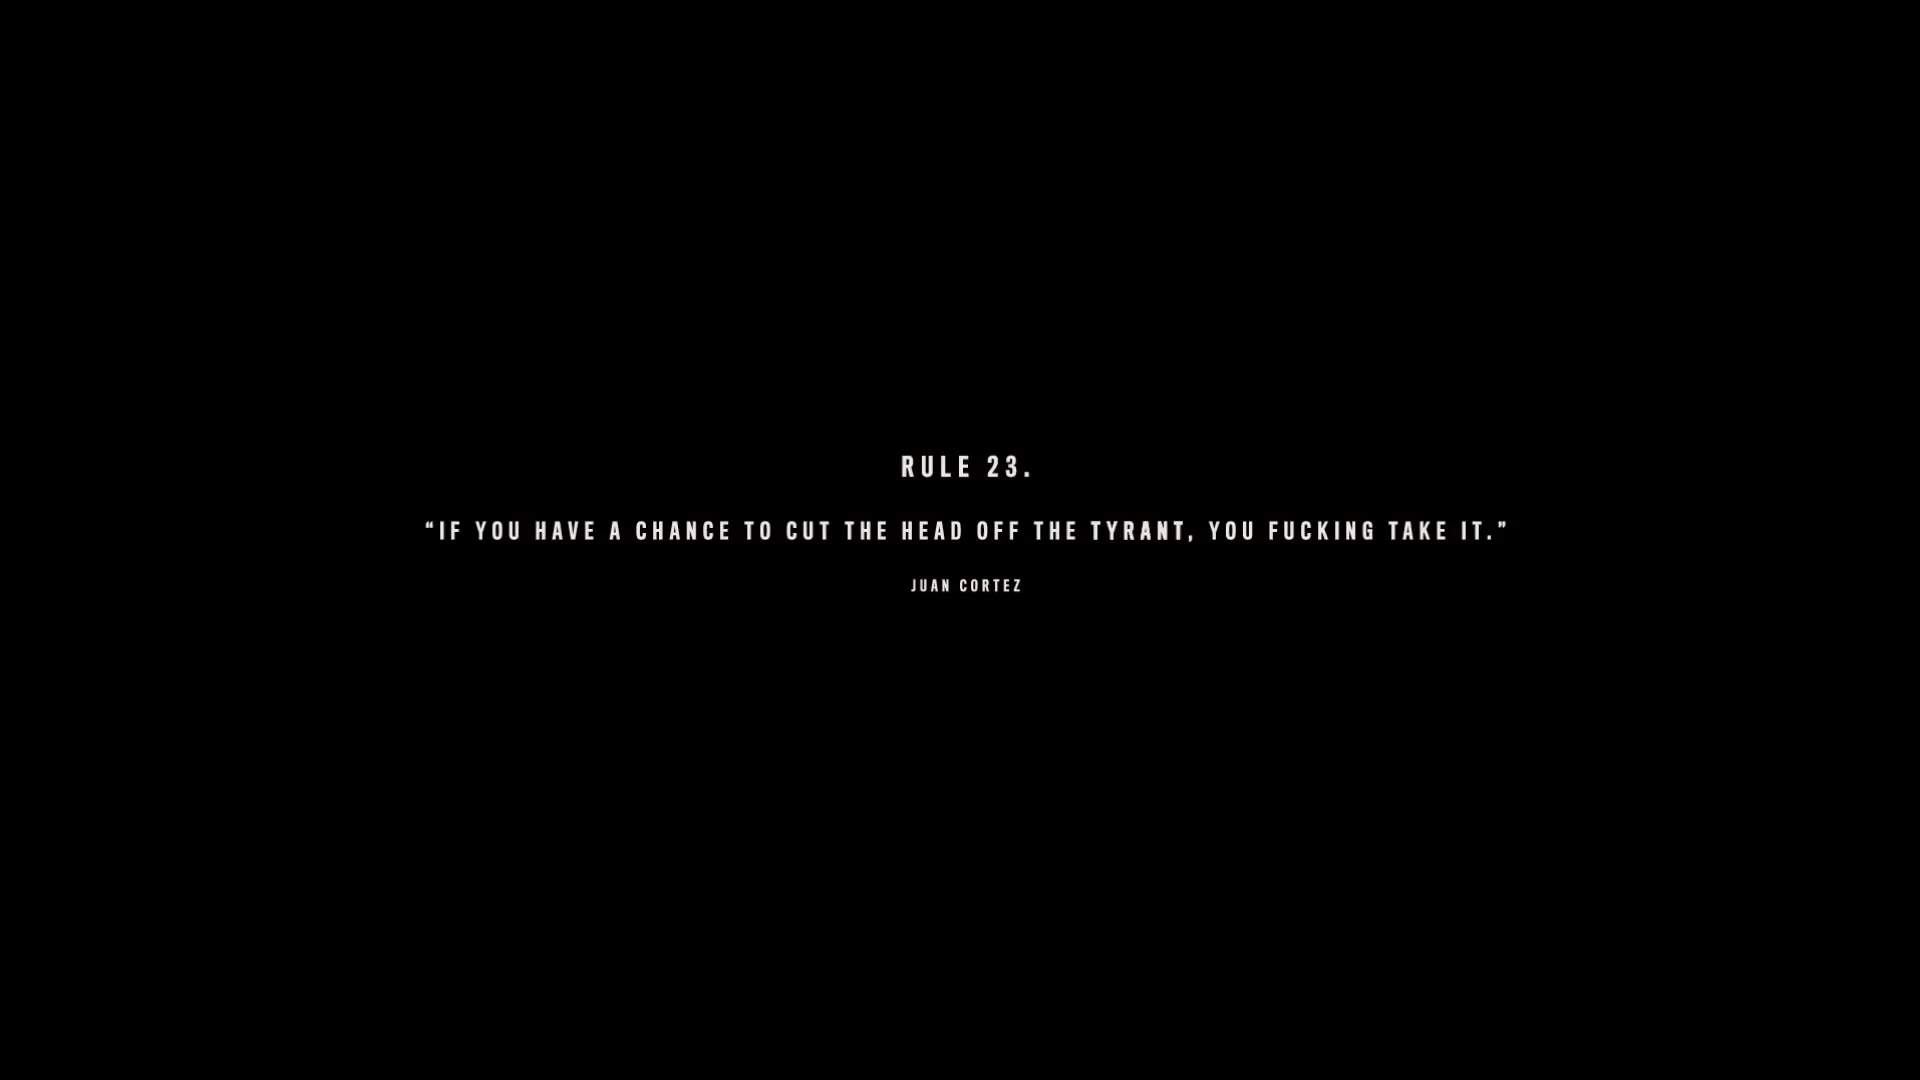 RULE 23.
“IF YOU HAVE A CHANCE TO CUT THE HEAD OFF THE TYRANT, YOU FUCKING TAKE IT.”
JUAN CORTEZ